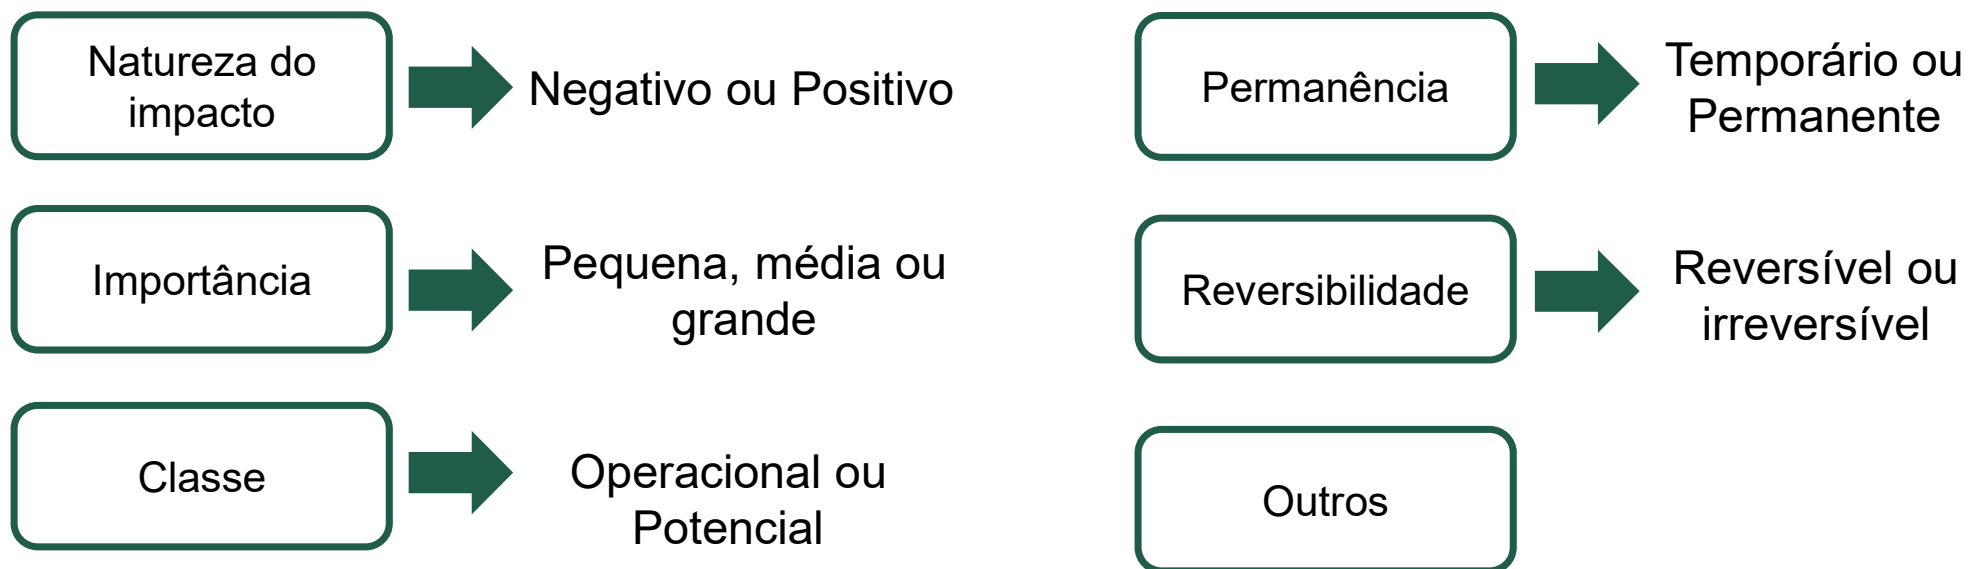 Natureza do
impacto
Negativo ou Positivo
Importância
Pequena, média ou
grande
Classe
Operacional ou
Potencial
Permanência
Temporário ou
Permanente
Reversibilidade
Reversível ou
irreversível
Outros